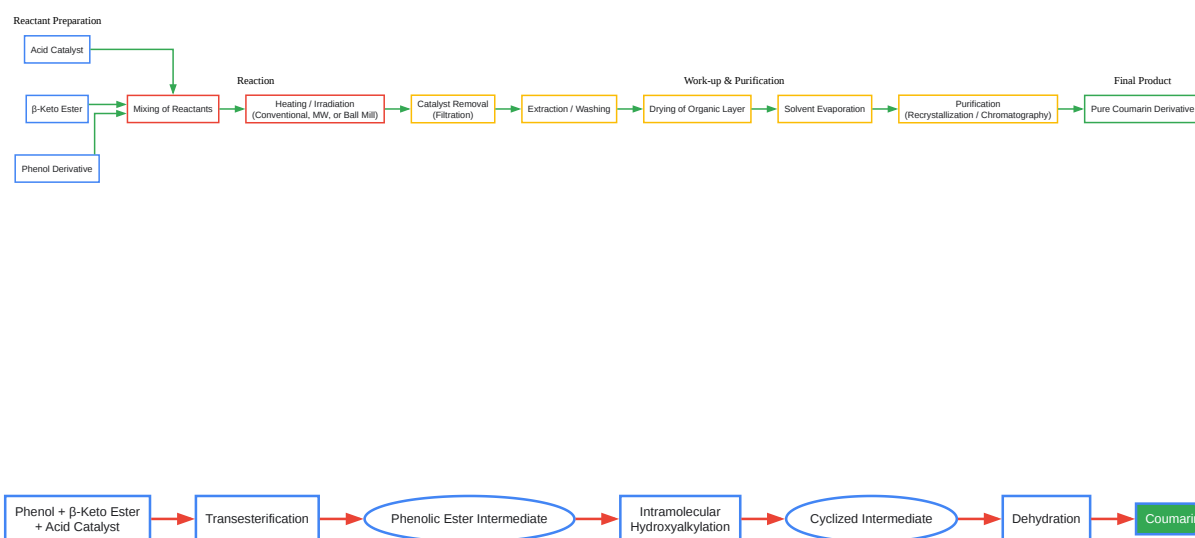 Reactant Preparation
Acid Catalyst
Reaction
Work-up & Purification
Final Product
β-Keto Ester
Mixing of Reactants
Heating / Irradiation
(Conventional, MW, or Ball Mill)
Catalyst Removal
(Filtration)
Extraction / Washing
Drying of Organic Layer
Solvent Evaporation
Purification
(Recrystallization / Chromatography)
Pure Coumarin Derivative
Phenol Derivative
Phenol + β-Keto Ester
+ Acid Catalyst
Transesterification
Phenolic Ester Intermediate
Intramolecular
Hydroxyalkylation
Cyclized Intermediate
Dehydration
Coumarin